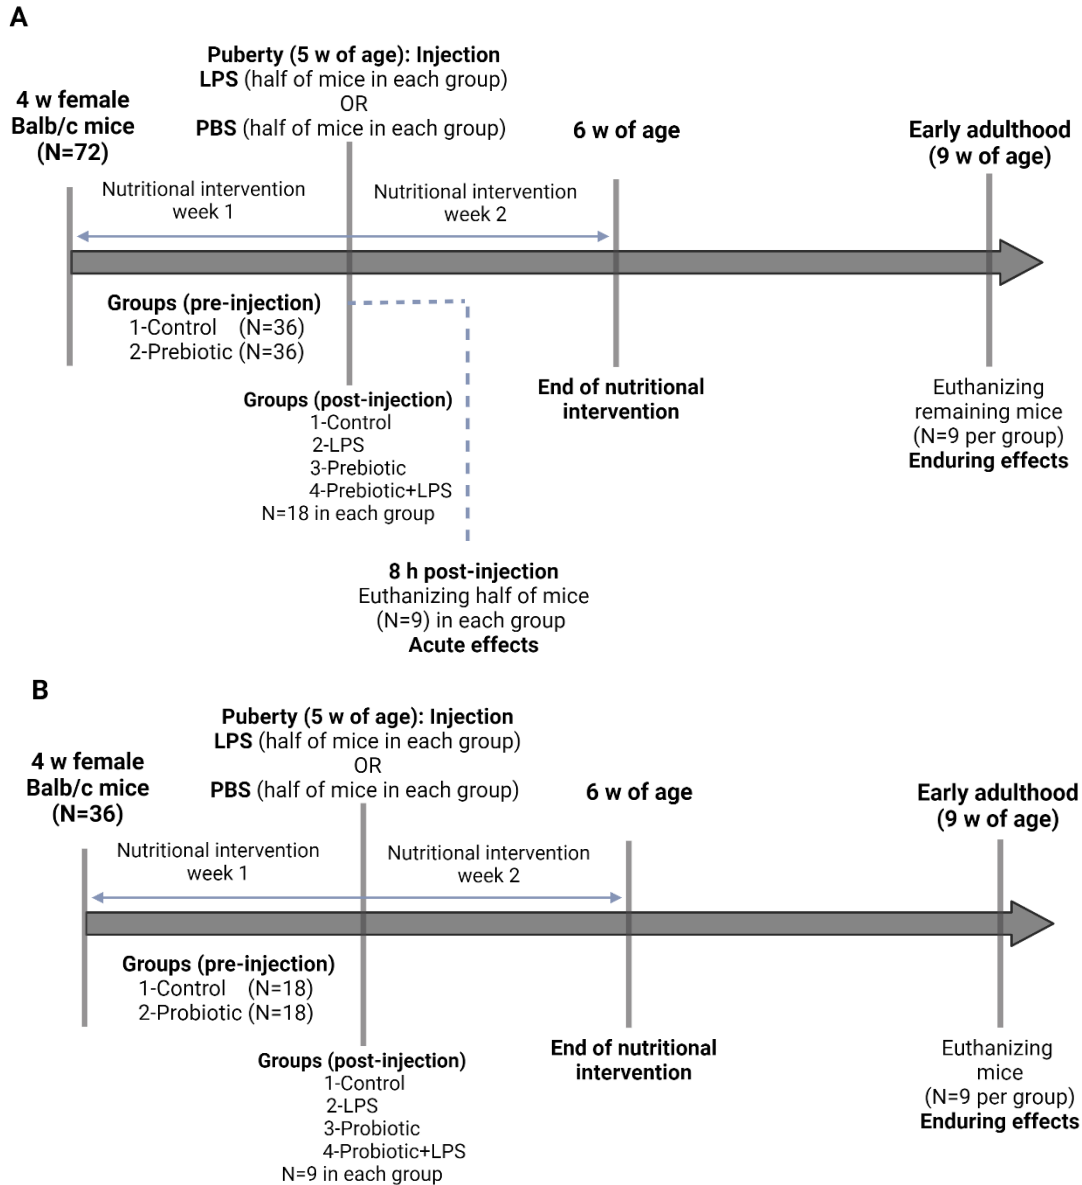 A
Puberty (5 w of age): Injection
LPS (half of mice in each group)
OR
PBS (half of mice in each group)
4 w female
Balb/c mice
(N=72)
6 w of age
Early adulthood
(9 w of age)
Nutritional intervention
week 1
Nutritional intervention
week 2
Groups (pre-injection)
1-Control (N=36)
2-Prebiotic (N=36)
Groups (post-injection)
1-Control
2-LPS
3-Prebiotic
4-Prebiotic+LPS
N=18 in each group
End of nutritional
intervention
Euthanizing
remaining mice
(N=9 per group)
Enduring effects
8 h post-injection
Euthanizing half of mice
(N=9) in each group
Acute effects
B
Puberty (5 w of age): Injection
LPS (half of mice in each group)
OR
PBS (half of mice in each group)
4 w female
Balb/c mice
(N=36)
6 w of age
Early adulthood
(9 w of age)
Nutritional intervention
week 1
Nutritional intervention
week 2
Groups (pre-injection)
1-Control (N=18)
2-Probiotic (N=18)
Groups (post-injection)
1-Control
2-LPS
3-Probiotic
4-Probiotic+LPS
N=9 in each group
End of nutritional
intervention
Euthanizing
mice
(N=9 per group)
Enduring effects